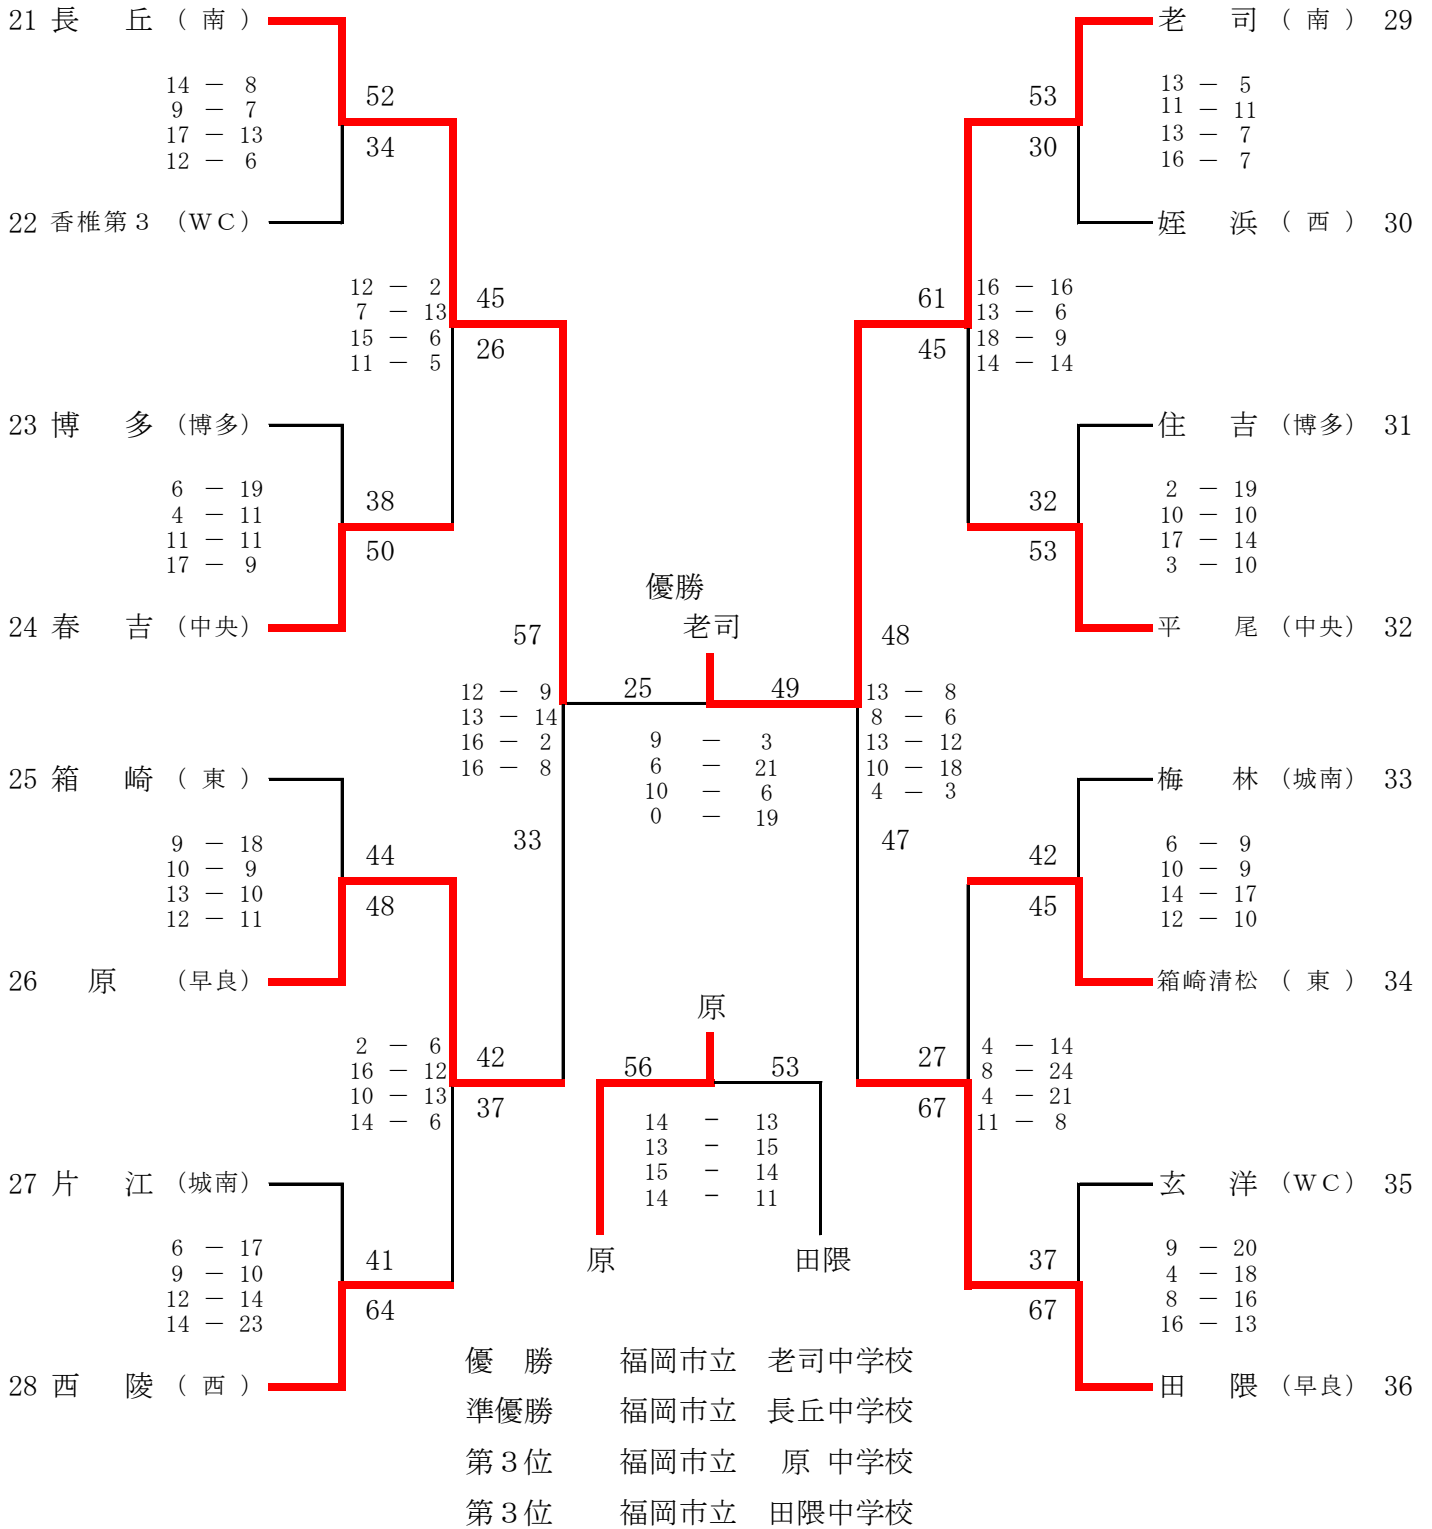 21 長 丘 （ 南 ）
老 司 （ 南 ） 29
14 － 8
9 － 7
17 － 13
12 － 6
52
34
53
30
13 － 5
11 － 11
13 － 7
16 － 7
22 香椎第３ （ＷＣ）
姪 浜 （ 西 ） 30
12 － 2
7 － 13
15 － 6
11 － 5
45
26
61
45
16 － 16
13 － 6
18 － 9
14 － 14
23 博 多 （博多）
住 吉 （博多） 31
6 － 19
4 － 11
11 － 11
17 － 9
38
50
32
53
2 － 19
10 － 10
17 － 14
3 － 10
24 春 吉 （中央）
平 尾 （中央） 32
優勝
老司
57
48
12 － 9
13 － 14
16 － 2
16 － 8
25
49
13 － 8
8 － 6
13 － 12
10 － 18
4 － 3
9 － 3
6 － 21
10 － 6
0 － 19
33
47
25 箱 崎 （ 東 ）
梅 林 （城南） 33
9 － 18
10 － 9
13 － 10
12 － 11
44
48
42
45
6 － 9
10 － 9
14 － 17
12 － 10
26 原 （早良）
箱崎清松 （ 東 ） 34
2 － 6
16 － 12
10 － 13
14 － 6
42
37
原
56
53
14 － 13
13 － 15
15 － 14
14 － 11
原
田隈
27
67
4 － 14
8 － 24
4 － 21
11 － 8
27 片 江 （城南）
玄 洋 （ＷＣ） 35
6 － 17
9 － 10
12 － 14
14 － 23
41
64
37
67
9 － 20
4 － 18
8 － 16
16 － 13
28 西 陵 （ 西 ）
田 隈 （早良） 36
優 勝 福岡市立 老司中学校
準優勝 福岡市立 長丘中学校
第３位 福岡市立 原 中学校
第３位 福岡市立 田隈中学校